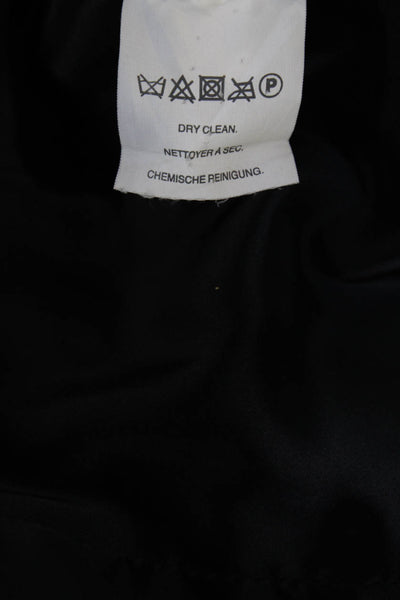 P
DRY CLEAN.
NETTOYER A SEC.
CHEMISCHE REINIGUNG.